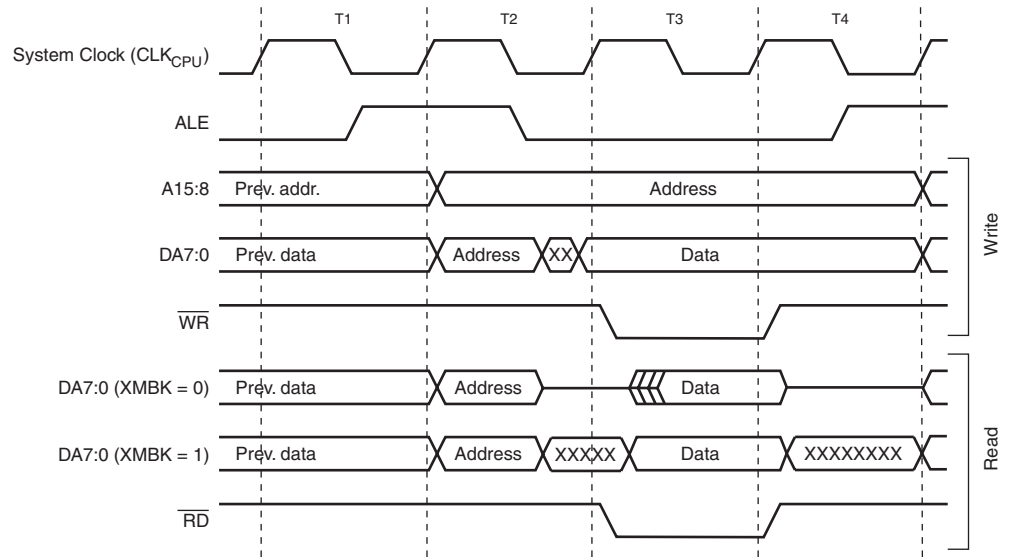 T1 T2 T3 T4
System Clock (CLKCPU)
ALE
A15:8 Prev. addr. Address
DA7:0 Prev. data Address XX Data
WR
Write
DA7:0 (XMBK = 0) Prev. data Address Data
DA7:0 (XMBK = 1) Prev. data Address XXXXX Data XXXXXXXX
RD
Read